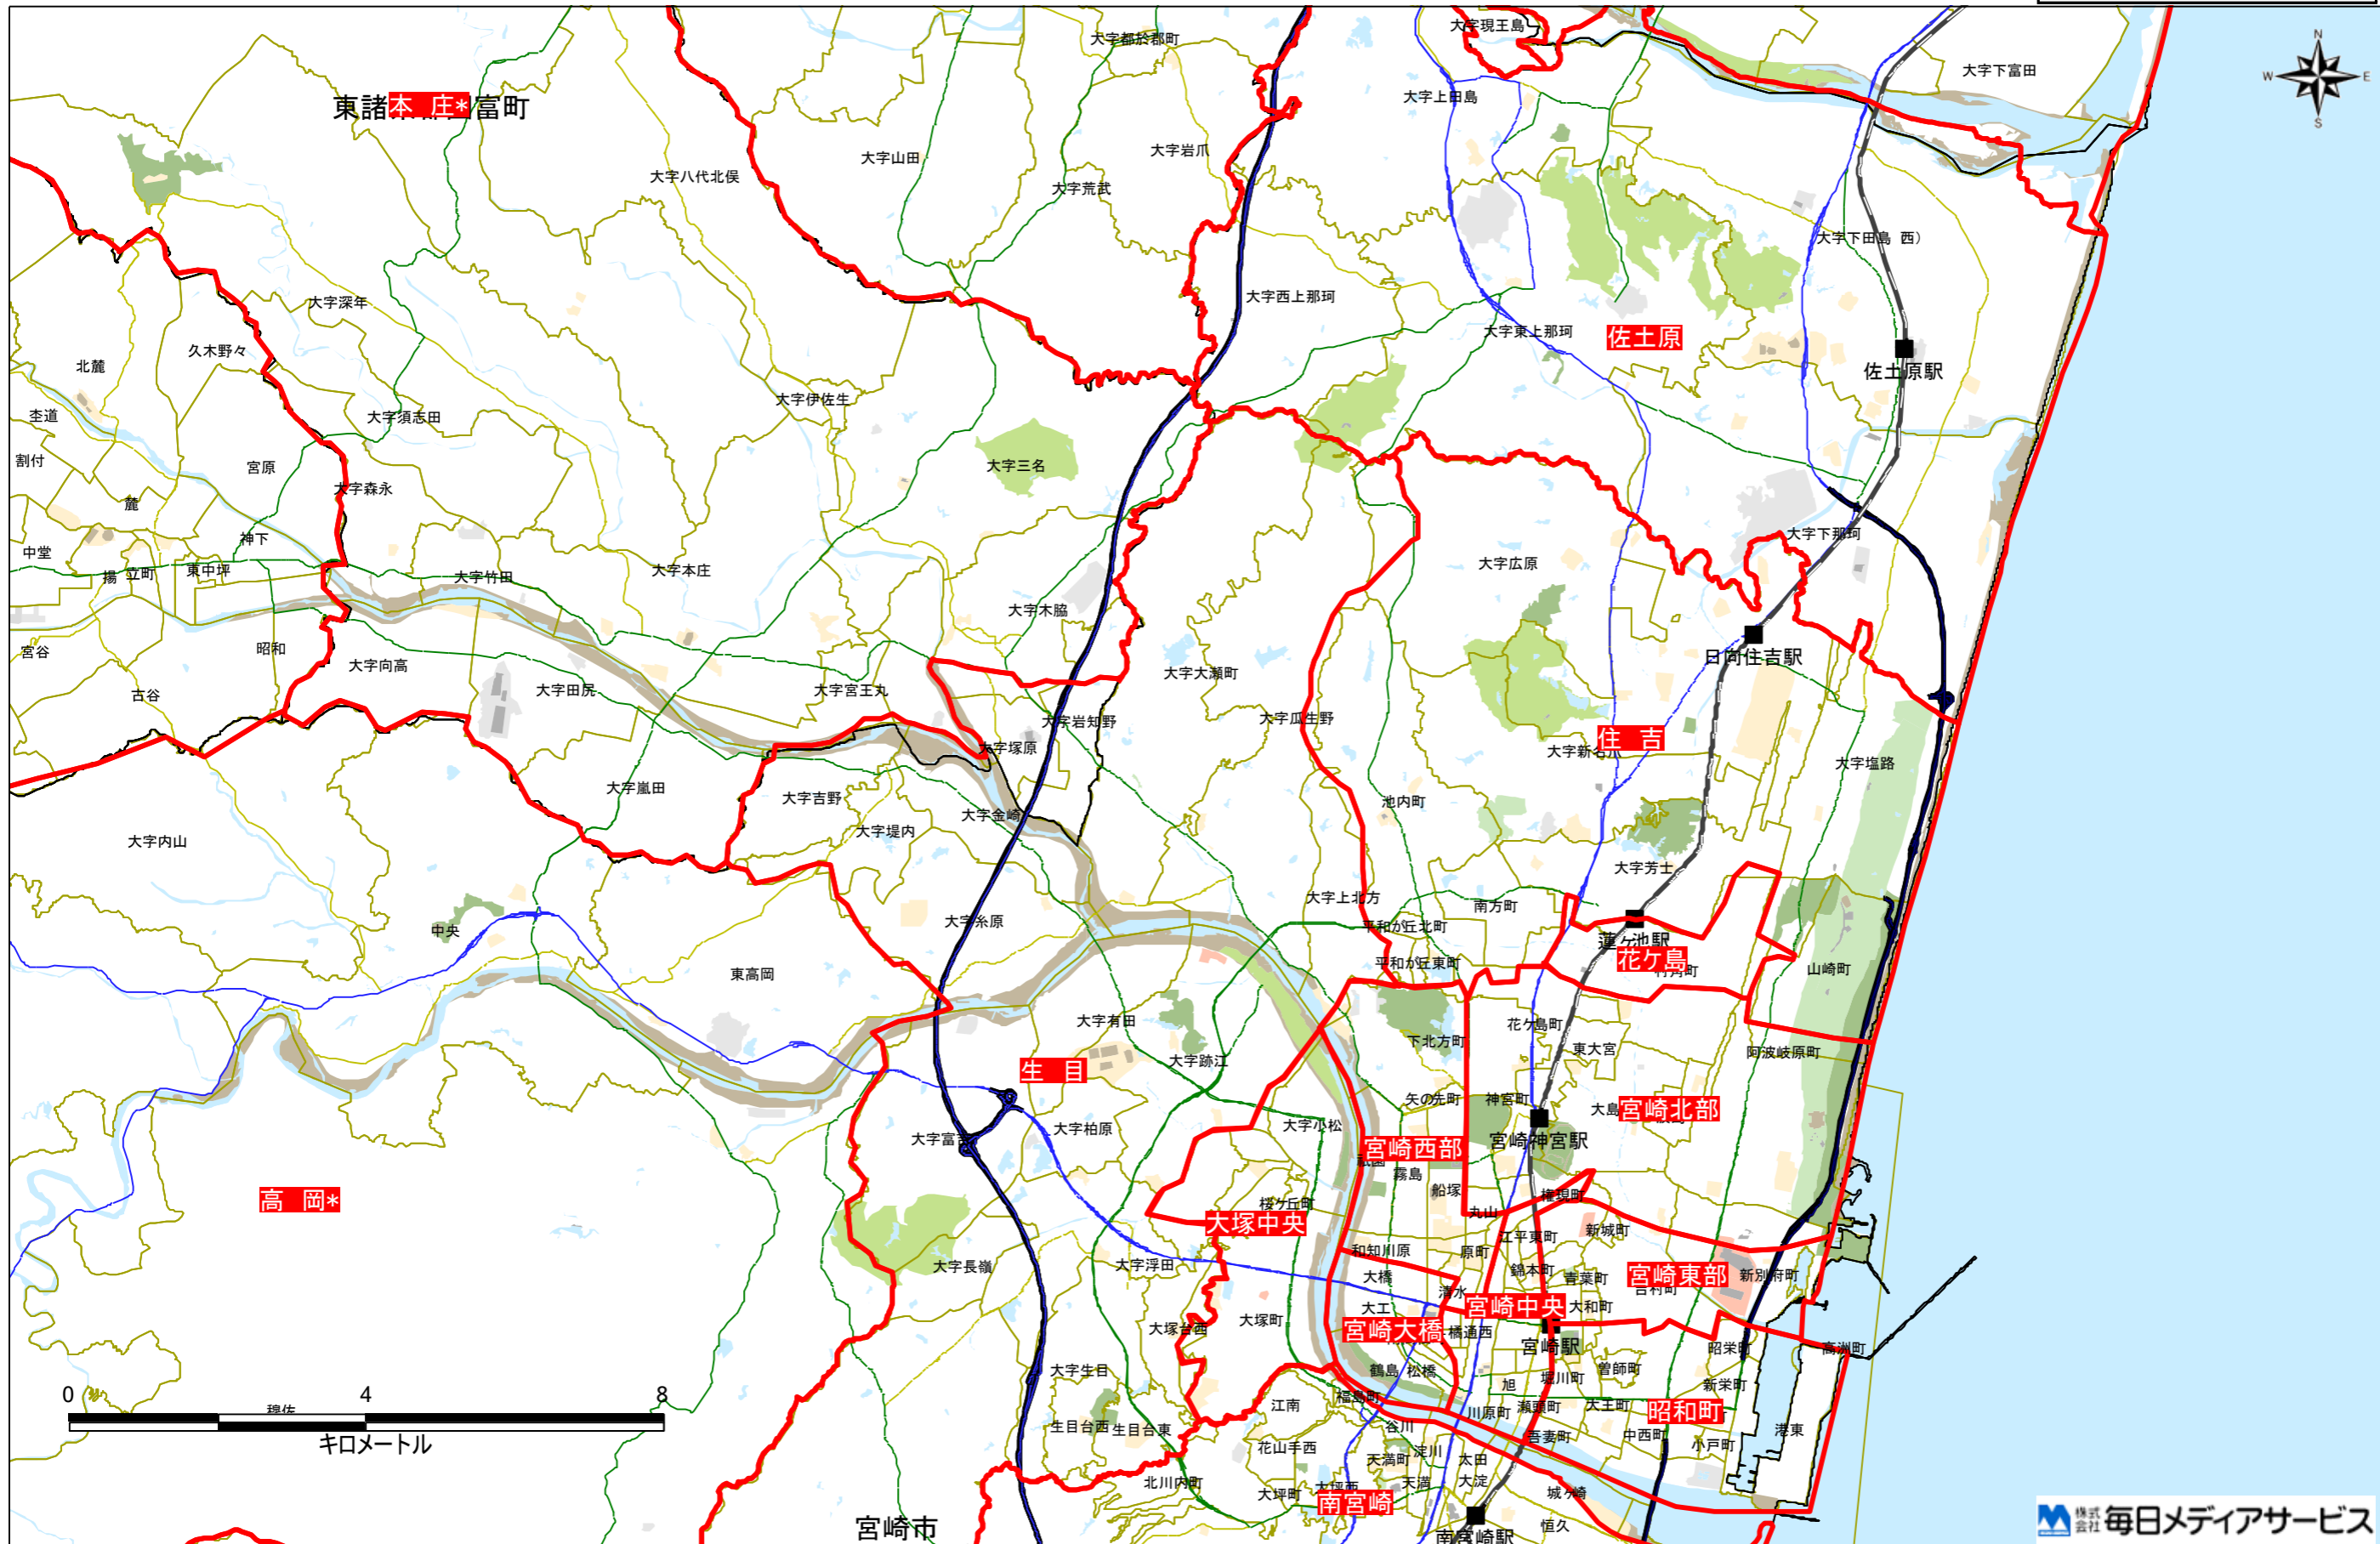 大字現王島
大字都於郡町
N
W E
S
大字下富田
東諸 本 庄* 富町
大字上田島
大字岩爪
大字山田
大字八代北俣
大字荒武
大字下田島 西)
大字西上那珂
大字深年
大字東上那珂
佐土原
久木野々
北麓
佐土原駅
大字伊佐生
杢道
大字須志田
割付
宮原
大字三名
大字森永
麓
大字下那珂
神下
中堂
大字広原
揚
立町
東中坪
大字竹田
大字本庄
大字木脇
宮谷
昭和
大字向高
日向住吉駅
大字大瀬町
古谷
大字田尻
大字宮王丸
大字岩知野
大字瓜生野
住 吉
大字塚原
大字新名爪
大字塩路
大字嵐田
大字吉野
池内町
大字金崎
大字堤内
大字内山
大字芳士
大字上北方
南方町
大字糸原
平和が丘北町
中央
蓮ケ池駅
花ケ島
平和が丘東町
山崎町
東高岡
大字有田
花ケ島町
下北方町
東大宮
阿波岐原町
大字跡江
生 目
矢の先町
神宮町
大島
宮崎北部
大字小松
大字柏原
大字富吉
宮崎神宮駅
宮崎西部
霧島
船塚
高 岡*
権現町
桜ケ丘町
丸山
大塚中央
新城町
江平東町
和知川原
原町
大字長嶺
大字浮田
錦本町
大橋
青葉町
宮崎東部
新別府町
吉村町
清水
宮崎中央
大和町
大工
大塚町
大塚台西
宮崎大橋
橘通西
宮崎駅
昭栄町
高洲町
大字生目
鶴島
松橋
曽師町
堀川町
旭
新栄町
0 4 8
福島町
江南
瀬頭町
大王町
昭和町
穆佐
川原町
キロメートル
生目台西
生目台東
谷川
港東
吾妻町
中西町
小戸町
花山手西
淀川
天満町
太田
北川内町
天満
大淀
大坪西
大坪町
城ヶ崎
南宮崎
宮崎市
恒久
南宮崎駅
株式会社 毎日メディアサービス